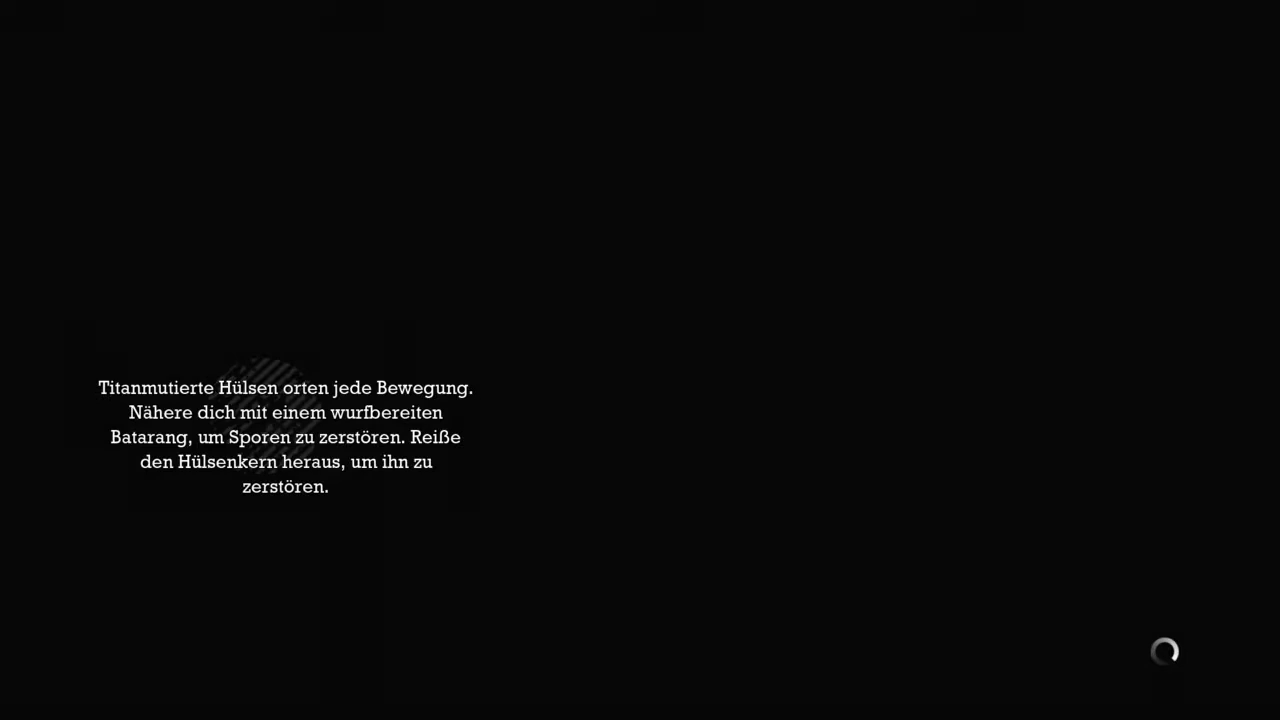 Titanmutierte Hülsen orten jede Bewegung.
Nähere dich mit einem wurfbereiten
Batarang, um Sporen zu zerstören. Reiße
den Hülsenkern heraus, um ihn zu
zerstören.